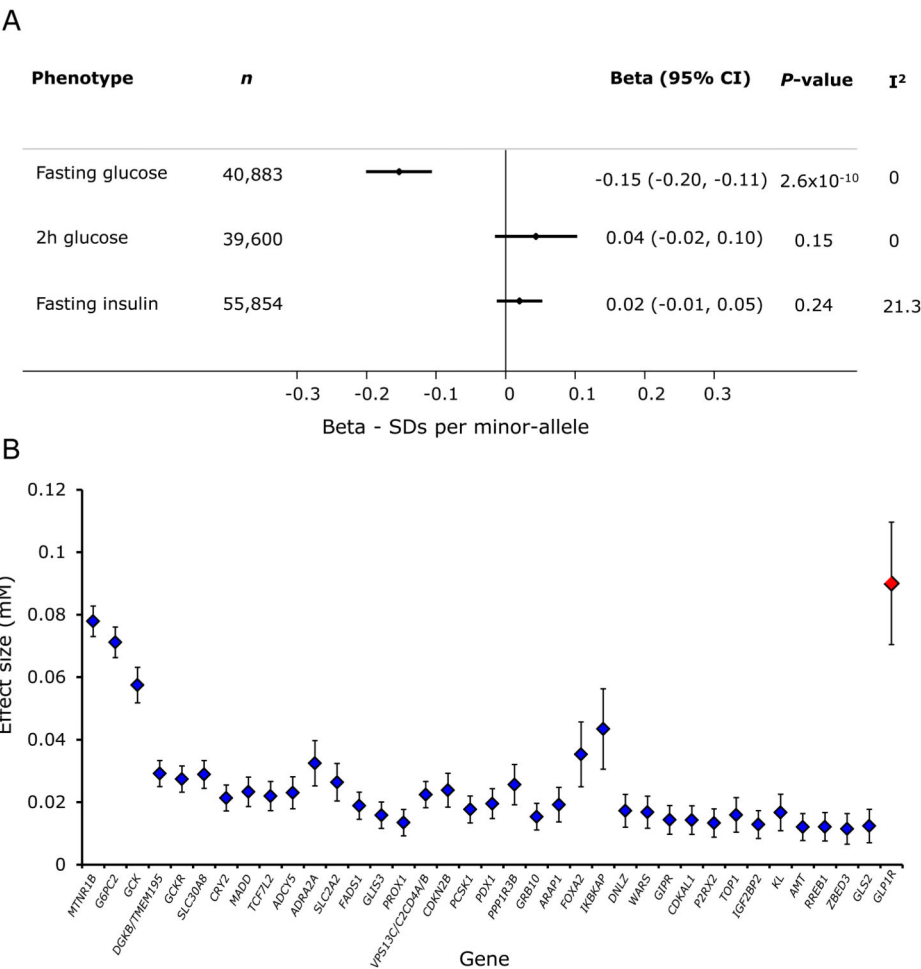 A
Phenotype n Beta (95% CI) P-value I²
Fasting glucose 40,883 -0.15 (-0.20, -0.11) 2.6x10⁻¹⁰ 0
2h glucose 39,600 0.04 (-0.02, 0.10) 0.15 0
Fasting insulin 55,854 0.02 (-0.01, 0.05) 0.24 21.3
-0.3 -0.2 -0.1 0 0.1 0.2 0.3
Beta - SDs per minor-allele
B
Effect size (mM)
0.12
0.1
0.08
0.06
0.04
0.02
0
MTNR1B
G6PC2
GCK
DGKB/TMEM195
GCKR
SLC30A8
CRY2
MADD
TCF7L2
ADCY5
ADRA2A
SLC2A2
FADS1
GLIS3
PROX1
VPS13C/C2CD4A/B
CDKN2B
PCSK1
PDX1
PPP1R3B
GRB10
ARAP1
FOXA2
IKBKAP
DNLZ
WARS
GIPR
CDKAL1
P2RX2
TOP1
IGF2BP2
KL
AMT
RREB1
ZBED3
GLS2
GLP1R
Gene